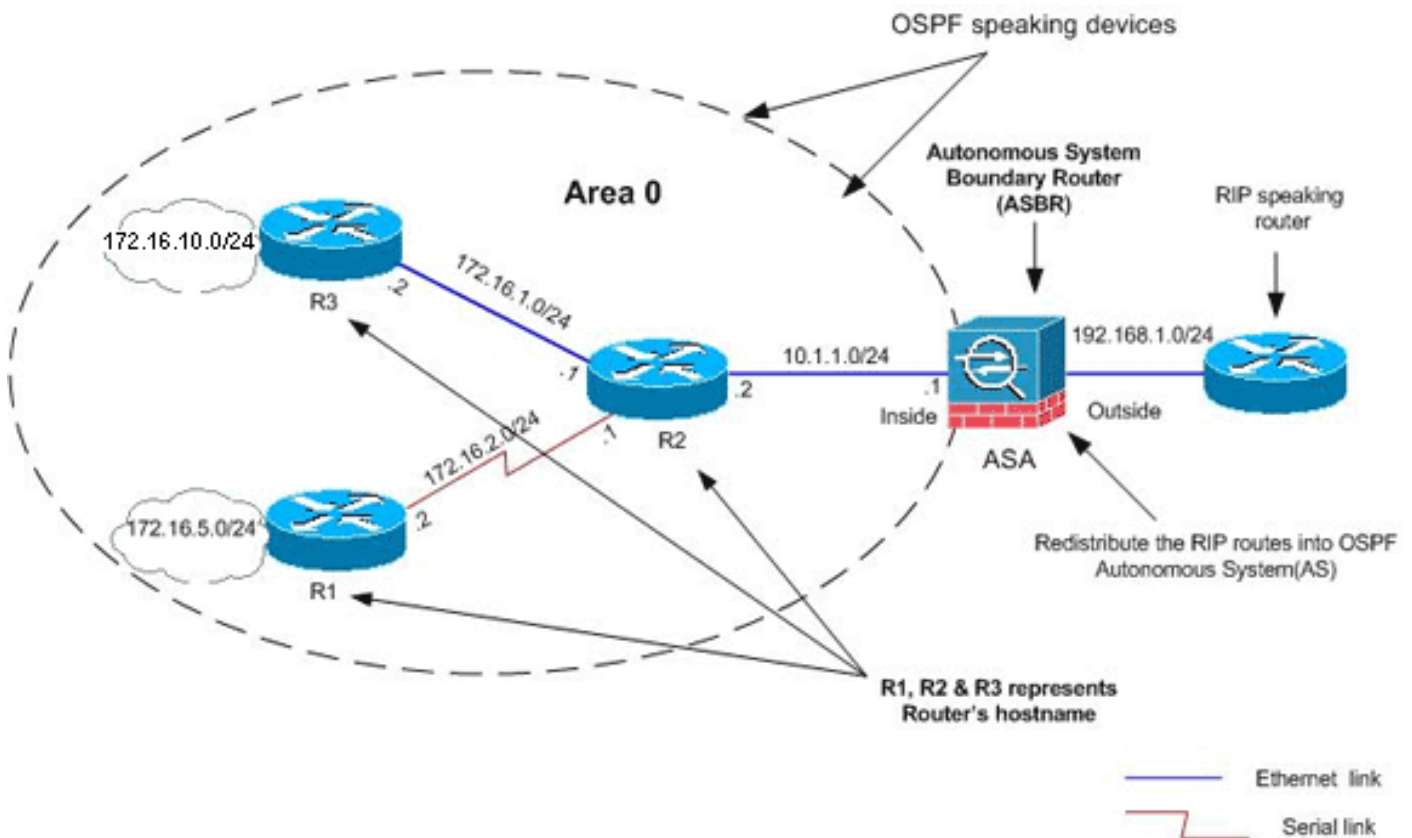 OSPF speaking devices
Autonomous System
Boundary Router
(ASBR)
RIP speaking
router
Area 0
172.16.10.0/24
R3
.2
172.16.1.0/24
.1
R2
.2
10.1.1.0/24
.1
Inside
ASA
Outside
192.168.1.0/24
172.16.2.0/24
.1
.2
172.16.5.0/24
R1
Redistribute the RIP routes into OSPF
Autonomous System(AS)
R1, R2 & R3 represents
Router's hostname
Ethernet link
Serial link